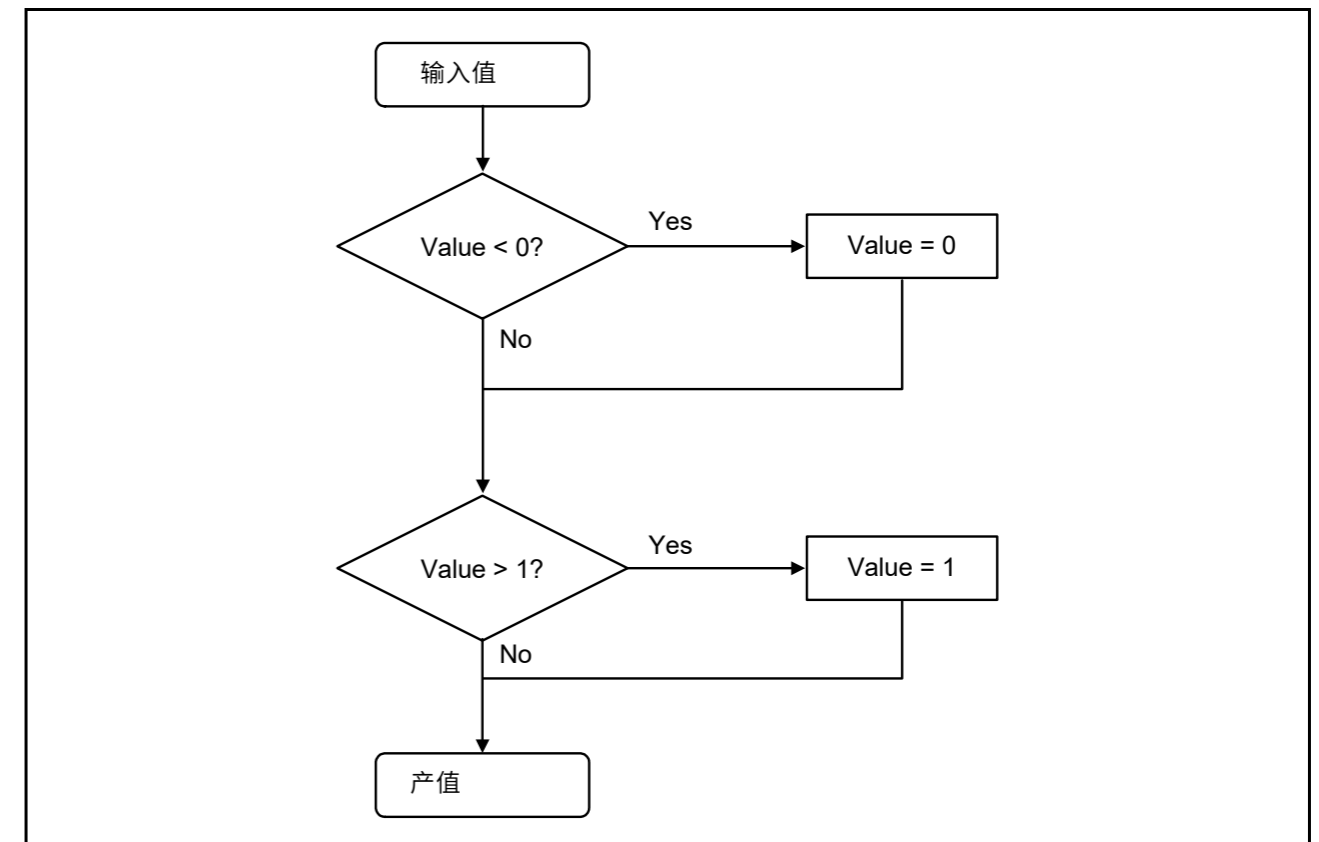 输入值
Value < 0?
Yes
Value = 0
No
Value > 1?
Yes
Value = 1
No
产值